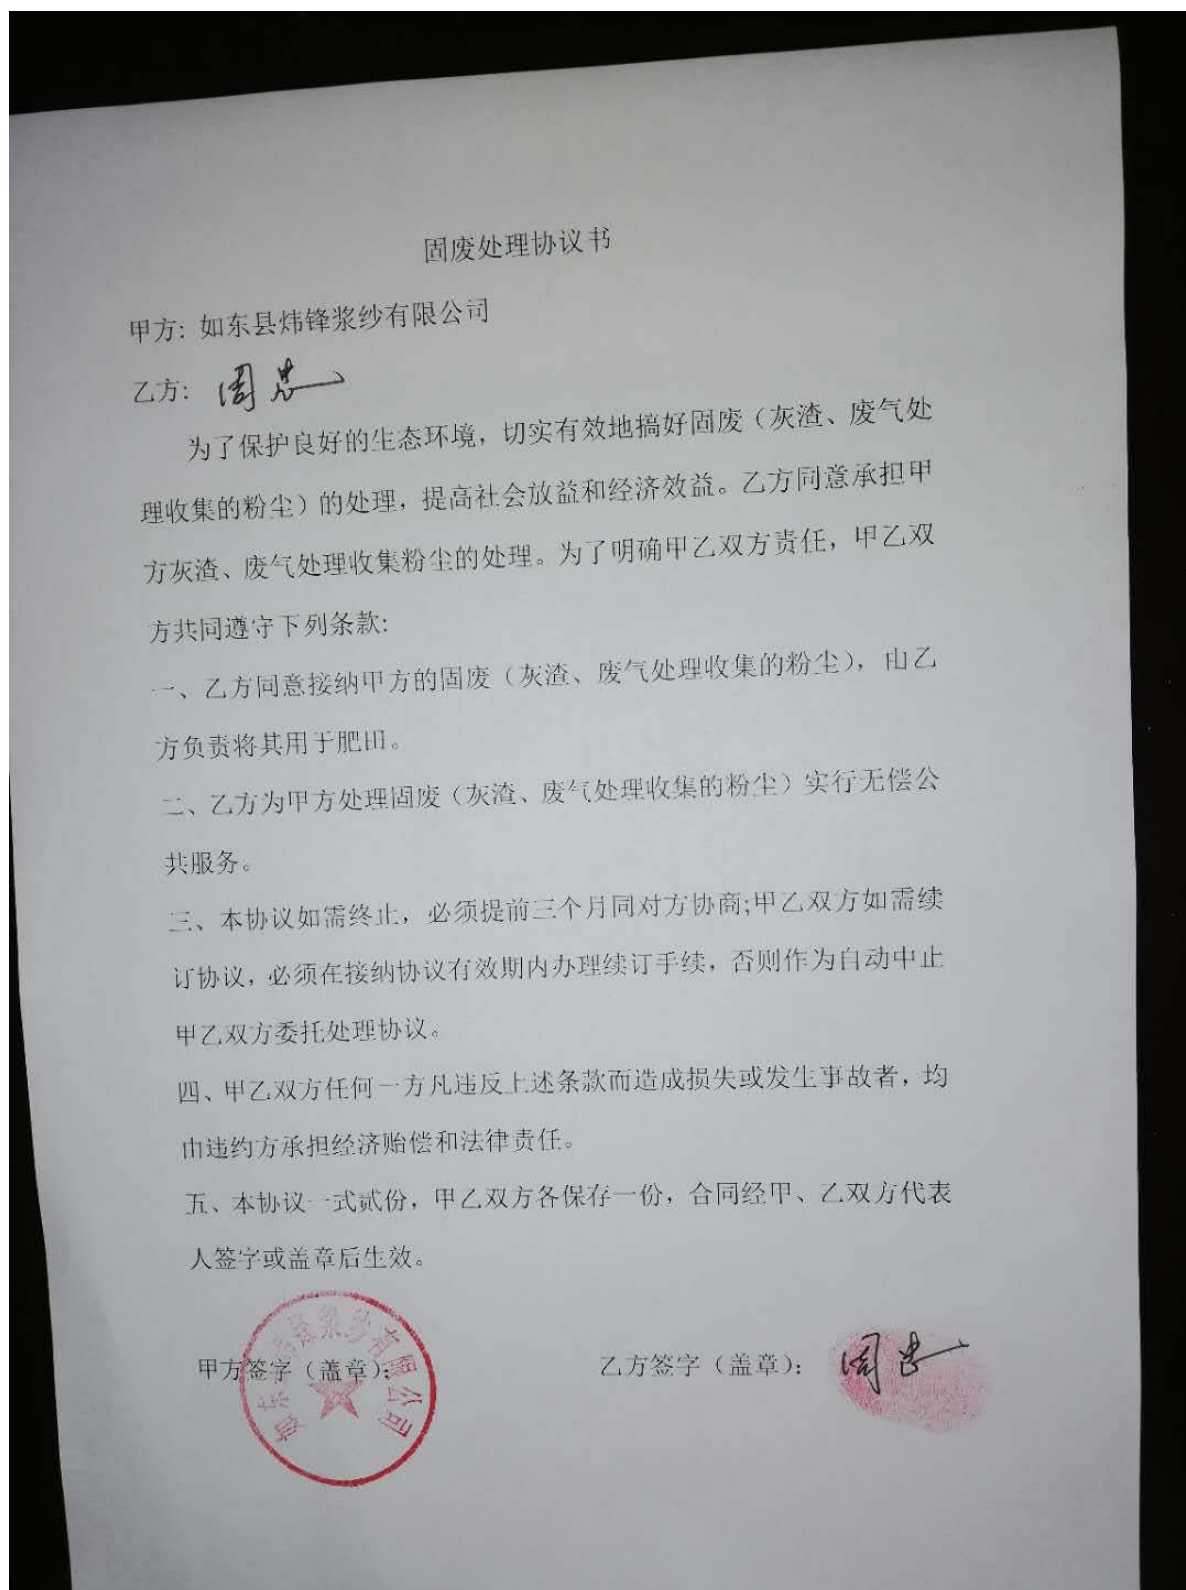 固废处理协议书
甲方: 如东县炜锋浆纱有限公司
乙方: 周忠
为了保护良好的生态环境，切实有效地搞好固废（灰渣、废气处
理收集的粉尘）的处理，提高社会放益和经济效益。乙方同意承担甲
方灰渣、废气处理收集粉尘的处理。为了明确甲乙双方责任，甲乙双
方共同遵守下列条款:
一、乙方同意接纳甲方的固废（灰渣、废气处理收集的粉尘），由乙
方负责将其用于肥田。
二、乙方为甲方处理固废（灰渣、废气处理收集的粉尘）实行无偿公
共服务。
三、本协议如需终止，必须提前三个月同对方协商;甲乙双方如需续
订协议，必须在接纳协议有效期内办理续订手续，否则作为自动中止
甲乙双方委托处理协议。
四、甲乙双方任何一方凡违反上述条款而造成损失或发生事故者，均
由违约方承担经济贻偿和法律责任。
五、本协议一式贰份，甲乙双方各保存一份，合同经甲、乙双方代表
人签字或盖章后生效。
甲方签字（盖章）: 乙方签字（盖章）: 周忠
如东县炜锋浆纱有限公司